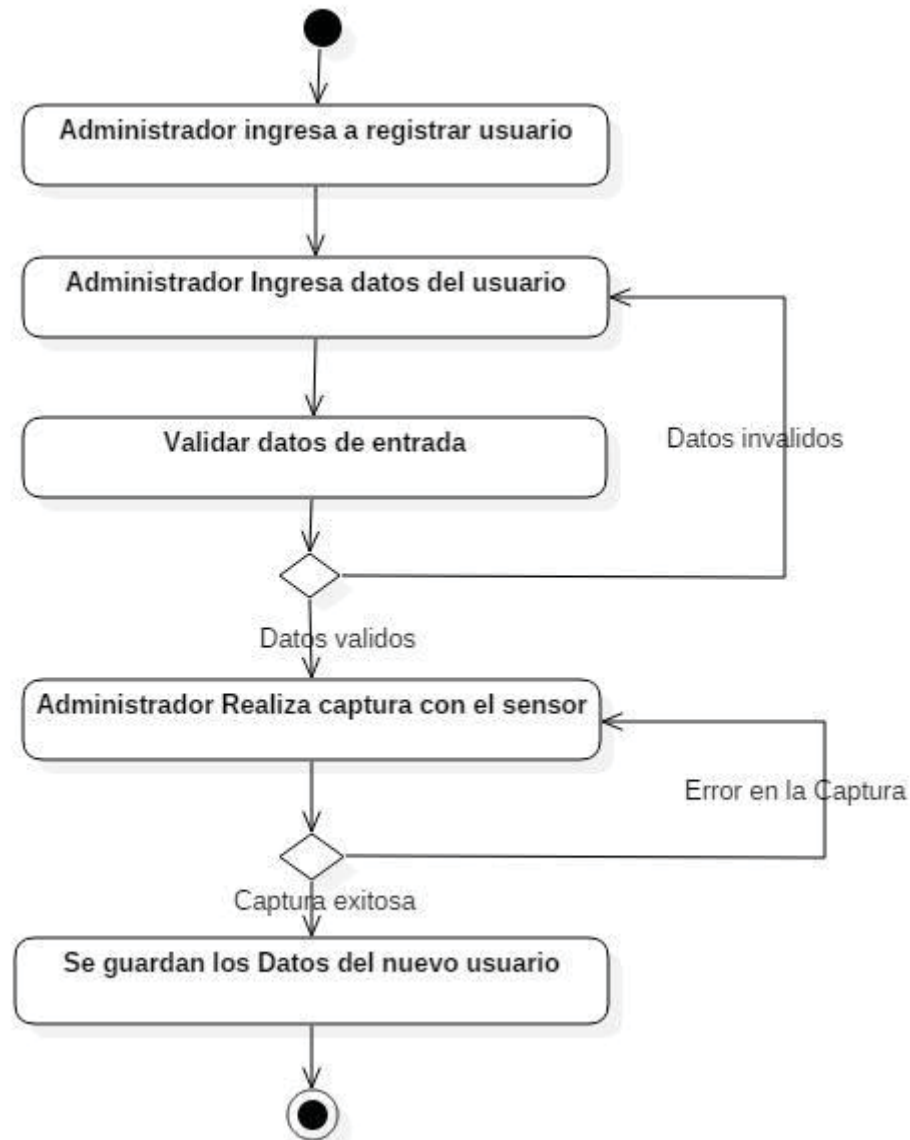 Administrador ingresa a registrar usuario
Administrador Ingresa datos del usuario
Validar datos de entrada
Datos invalidos
Datos validos
Administrador Realiza captura con el sensor
Error en la Captura
Captura exitosa
Se guardan los Datos del nuevo usuario